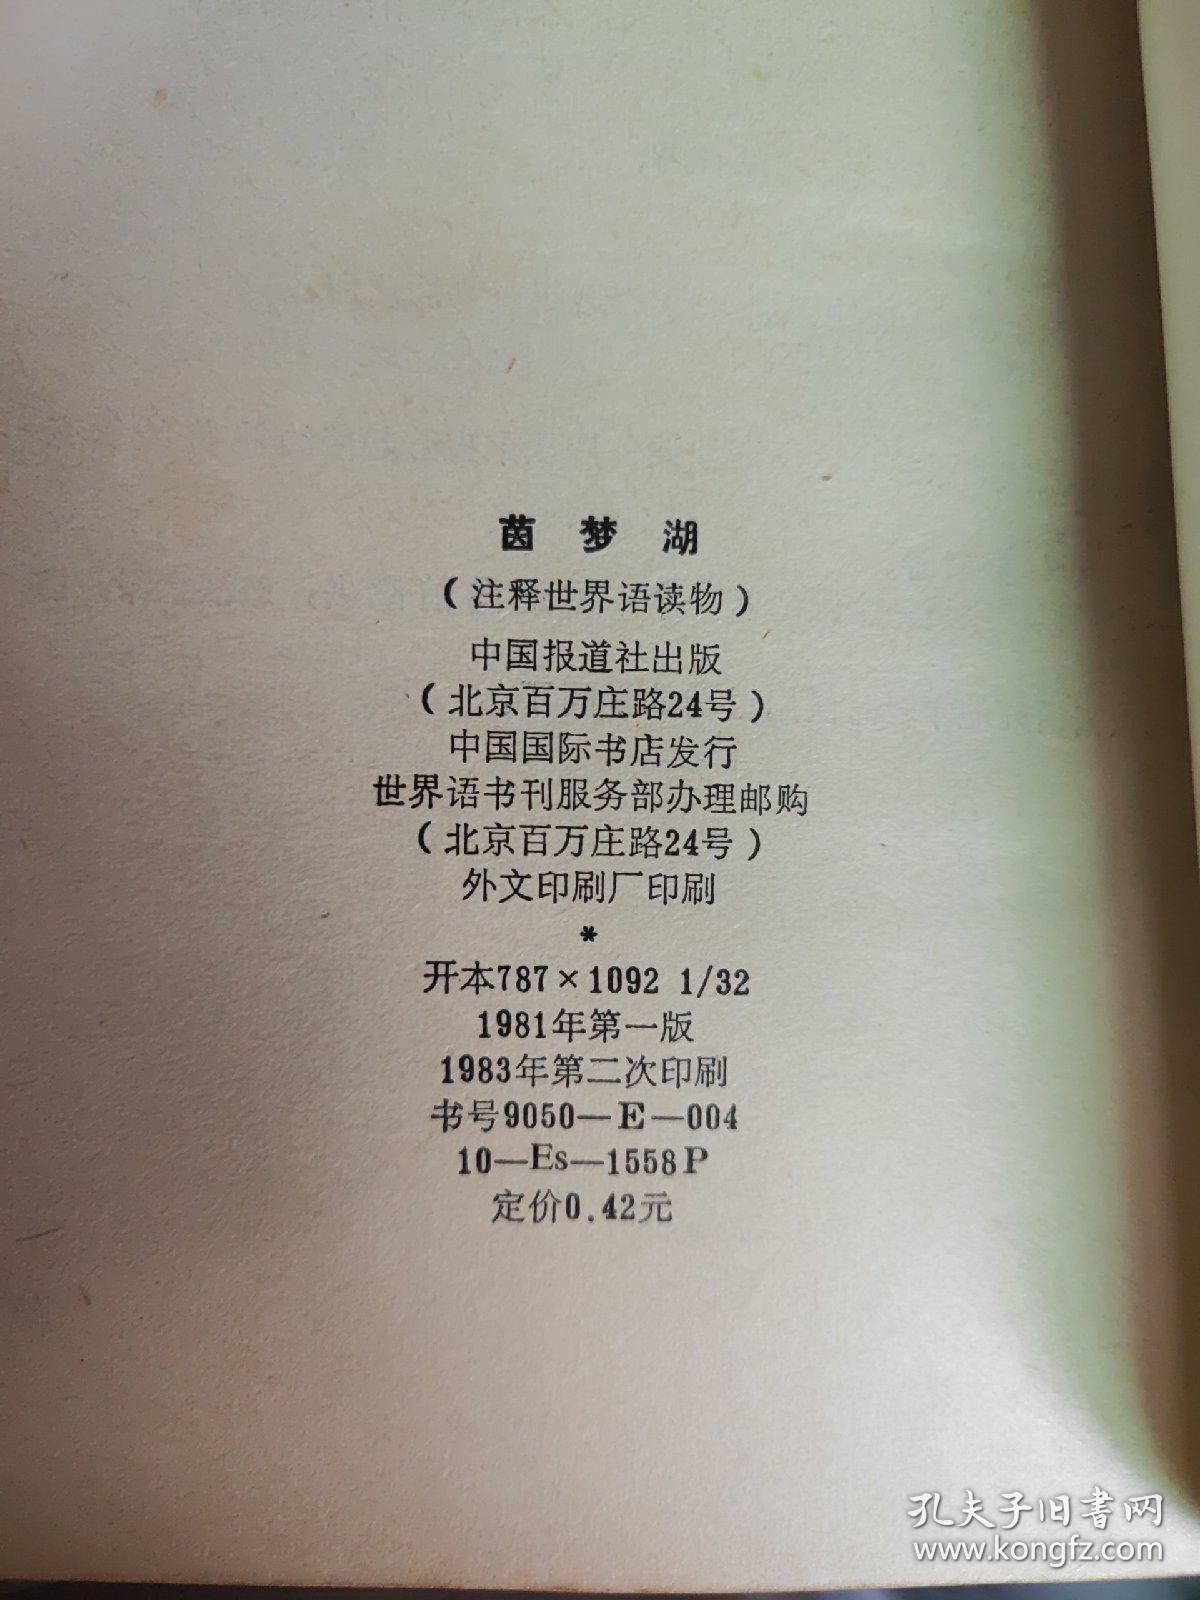 茵梦湖
（注释世界语读物）
中国报道社出版
（北京百万庄路24号）
中国国际书店发行
世界语书刊服务部办理邮购
（北京百万庄路24号）
外文印刷厂印刷
*
开本787×1092 1/32
1981年第一版
1983年第二次印刷
书号9050—E—004
10—Es—1558P
定价0.42元
孔夫子旧書网
www.kongfz.com